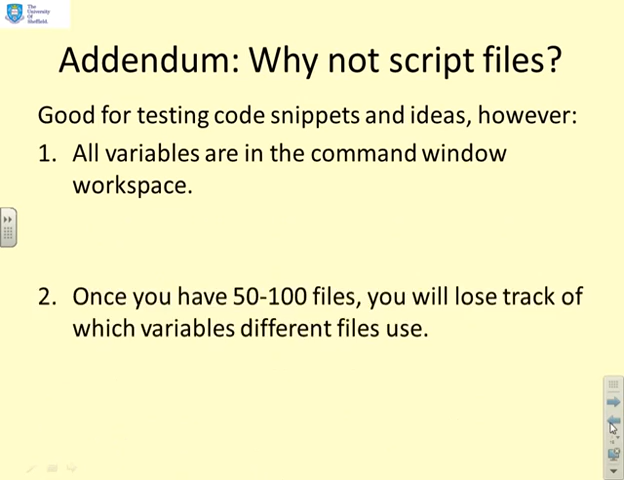 The
University
Of
Sheffield.
Addendum: Why not script files?
Good for testing code snippets and ideas, however:
1. All variables are in the command window
workspace.
2. Once you have 50-100 files, you will lose track of
which variables different files use.